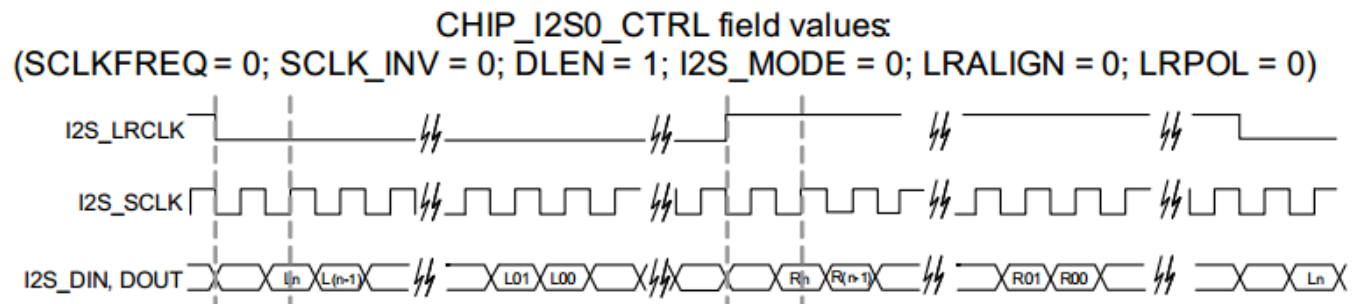 CHIP_I2S0_CTRL field values:
(SCLKFREQ = 0; SCLK_INV = 0; DLEN = 1; I2S_MODE = 0; LRALIGN = 0; LRPOL = 0)
I2S_LRCLK
I2S_SCLK
I2S_DIN, DOUT Ln L(n-1) L01 L00 Rn R(n-1) R01 R00 Ln